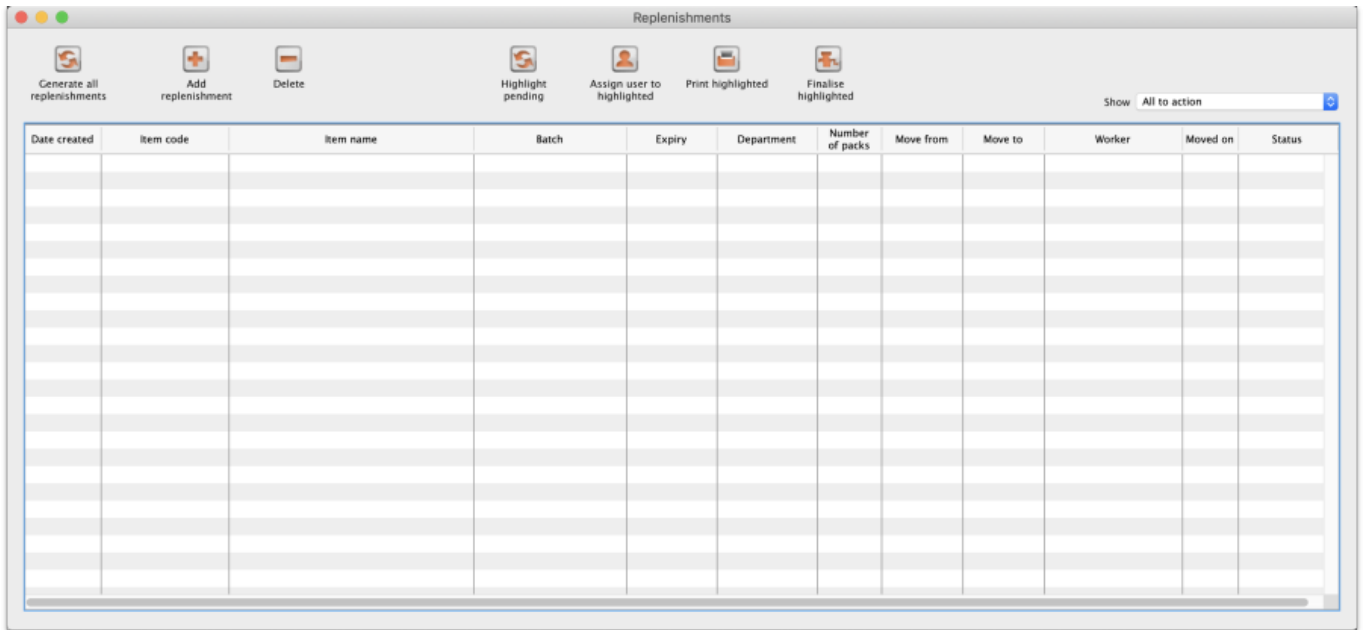 Replenishments
Generate all
replenishments
Add
replenishment
Delete
Highlight
pending
Assign user to
highlighted
Print highlighted
Finalise
highlighted
Show All to action
Date created Item code Item name Batch Expiry Department Number of packs Move from Move to Worker Moved on Status